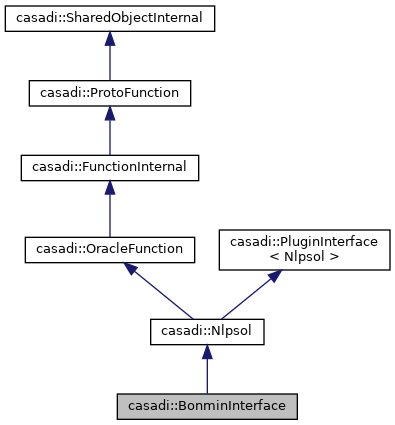 casadi::SharedObjectInternal
casadi::ProtoFunction
casadi::FunctionInternal
casadi::OracleFunction
casadi::PluginInterface
< Nlpsol >
casadi::Nlpsol
casadi::BonminInterface